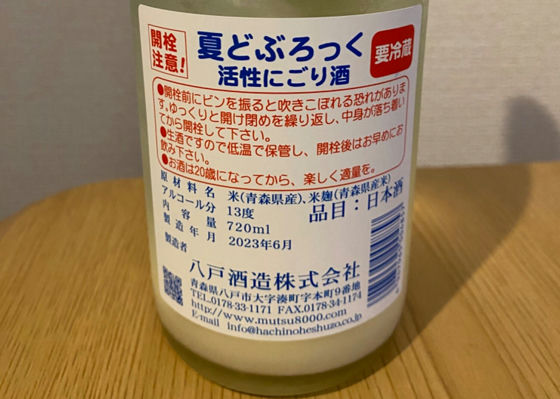 開栓
注意!
夏どぶろっく
活性にごり酒
要冷蔵
●開栓前にビンを振ると吹きこぼれる恐れがありま
す。ゆっくりと開け閉めを繰り返し、中身が落ち着い
てから開栓して下さい。
●生酒ですので低温で保管し、開栓後はお早めにお
飲み下さい。
●お酒は20歳になってから、楽しく適量を。
原材料名 米(青森県産)、米麹(青森県産米)
アルコール分 13度
品目:日本酒
内容量 720ml
製造年月 2023年6月
製造者
八戸酒造株式会社
青森県八戸市大字湊町字本町9番地
TEL.0178-33-1171 FAX.0178-34-1174
http://www.mutsu8000.com
E-mail info@hachinoheshuzo.co.jp